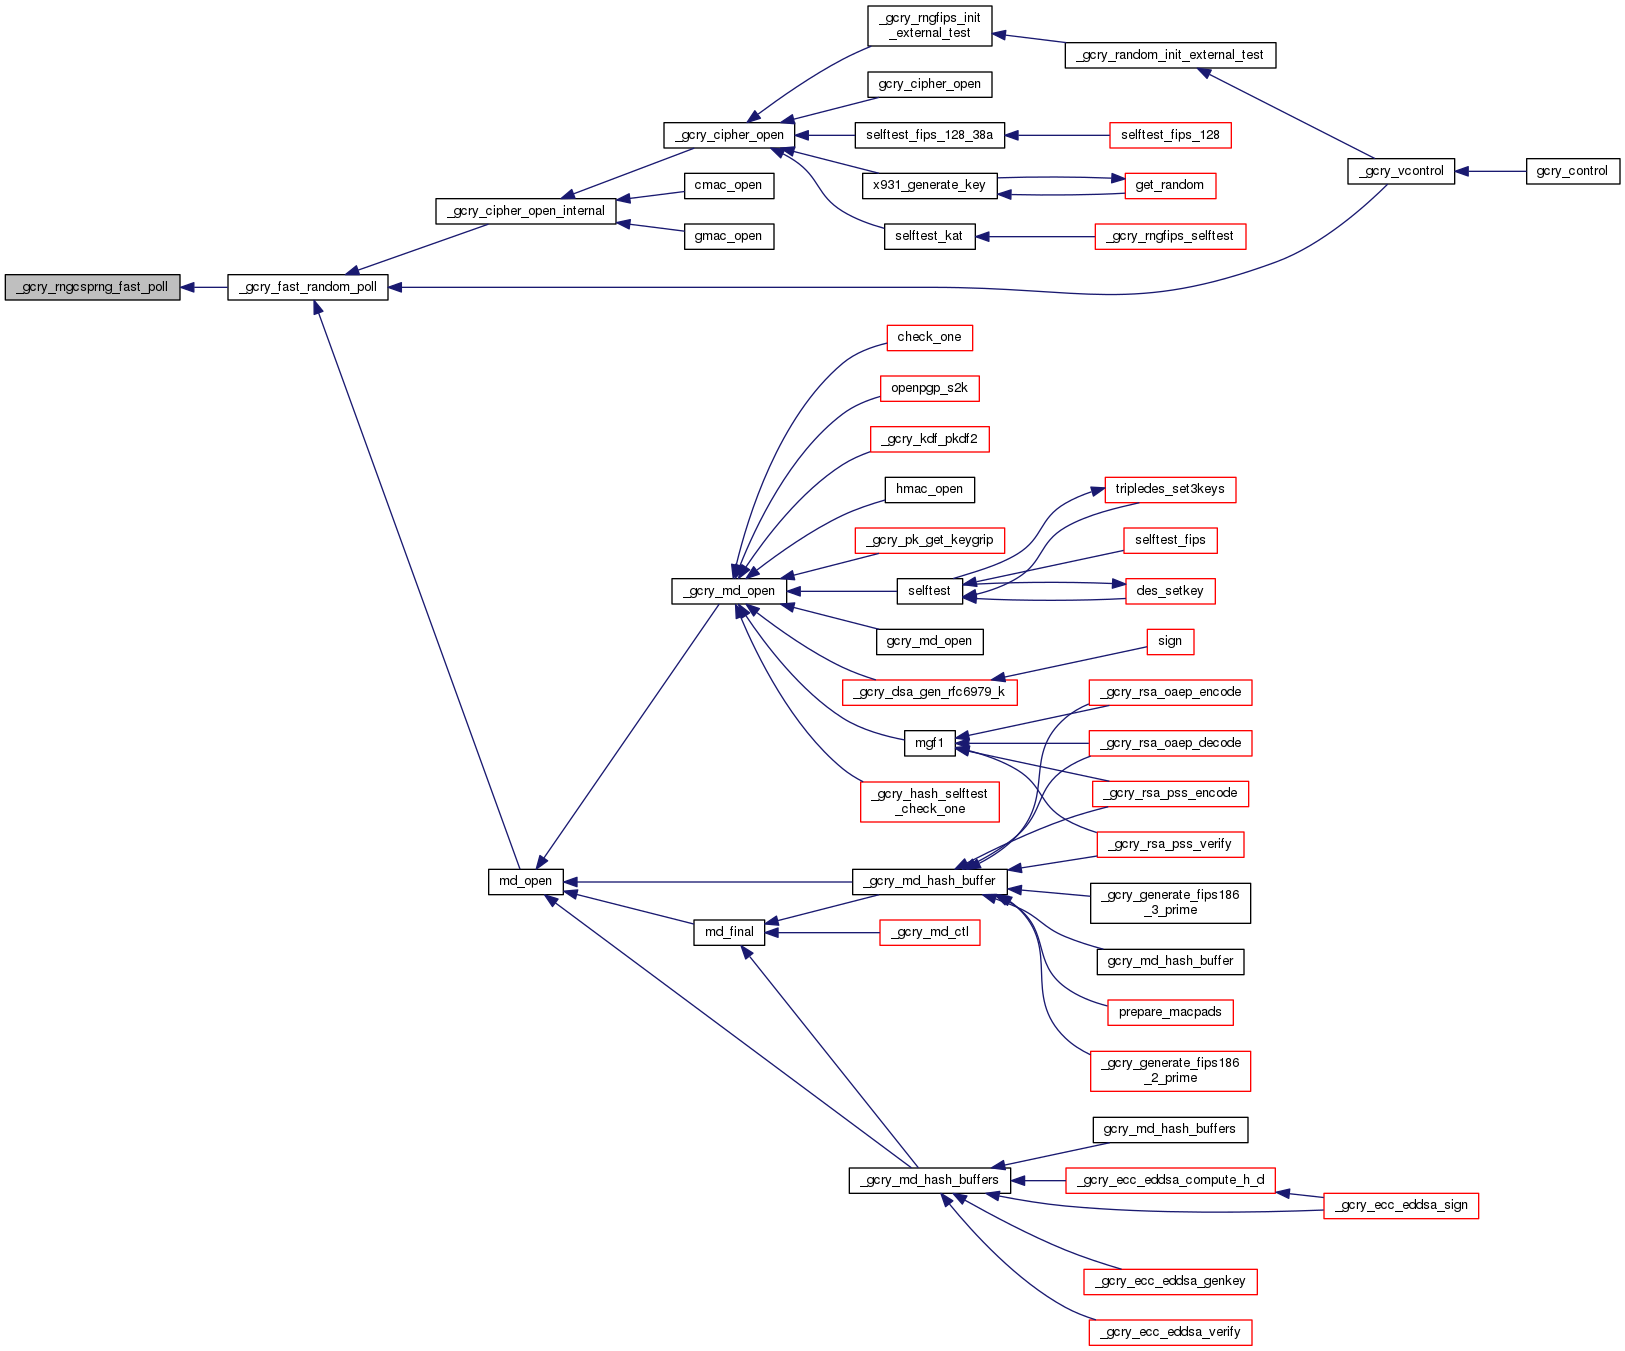 _gcry_rngfips_init
_external_test
_gcry_random_init_external_test
gcry_cipher_open
_gcry_cipher_open
selftest_fips_128_38a
selftest_fips_128
_gcry_vcontrol
gcry_control
cmac_open
x931_generate_key
get_random
_gcry_cipher_open_internal
gmac_open
selftest_kat
_gcry_rngfips_selftest
_gcry_rngcsprng_fast_poll
_gcry_fast_random_poll
check_one
openpgp_s2k
_gcry_kdf_pkdf2
hmac_open
tripledes_set3keys
_gcry_pk_get_keygrip
selftest_fips
_gcry_md_open
selftest
des_setkey
gcry_md_open
sign
_gcry_dsa_gen_rfc6979_k
_gcry_rsa_oaep_encode
mgf1
_gcry_rsa_oaep_decode
_gcry_hash_selftest
_check_one
_gcry_rsa_pss_encode
_gcry_rsa_pss_verify
md_open
_gcry_md_hash_buffer
_gcry_generate_fips186
_3_prime
md_final
_gcry_md_ctl
gcry_md_hash_buffer
prepare_macpads
_gcry_generate_fips186
_2_prime
gcry_md_hash_buffers
_gcry_md_hash_buffers
_gcry_ecc_eddsa_compute_h_d
_gcry_ecc_eddsa_sign
_gcry_ecc_eddsa_genkey
_gcry_ecc_eddsa_verify